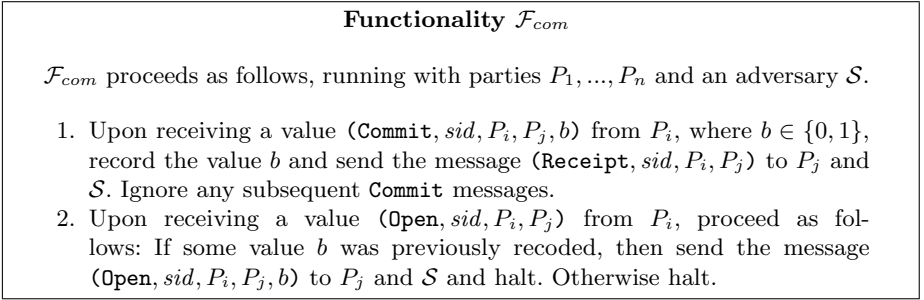 Functionality $\mathcal{F}_{com}$
$\mathcal{F}_{com}$ proceeds as follows, running with parties $P_1, ..., P_n$ and an adversary $\mathcal{S}$.
1. Upon receiving a value (Commit, $sid, P_i, P_j, b$) from $P_i$, where $b \in \{0, 1\}$,
record the value $b$ and send the message (Receipt, $sid, P_i, P_j$) to $P_j$ and
$\mathcal{S}$. Ignore any subsequent Commit messages.
2. Upon receiving a value (Open, $sid, P_i, P_j$) from $P_i$, proceed as fol-
lows: If some value $b$ was previously recoded, then send the message
(Open, $sid, P_i, P_j, b$) to $P_j$ and $\mathcal{S}$ and halt. Otherwise halt.